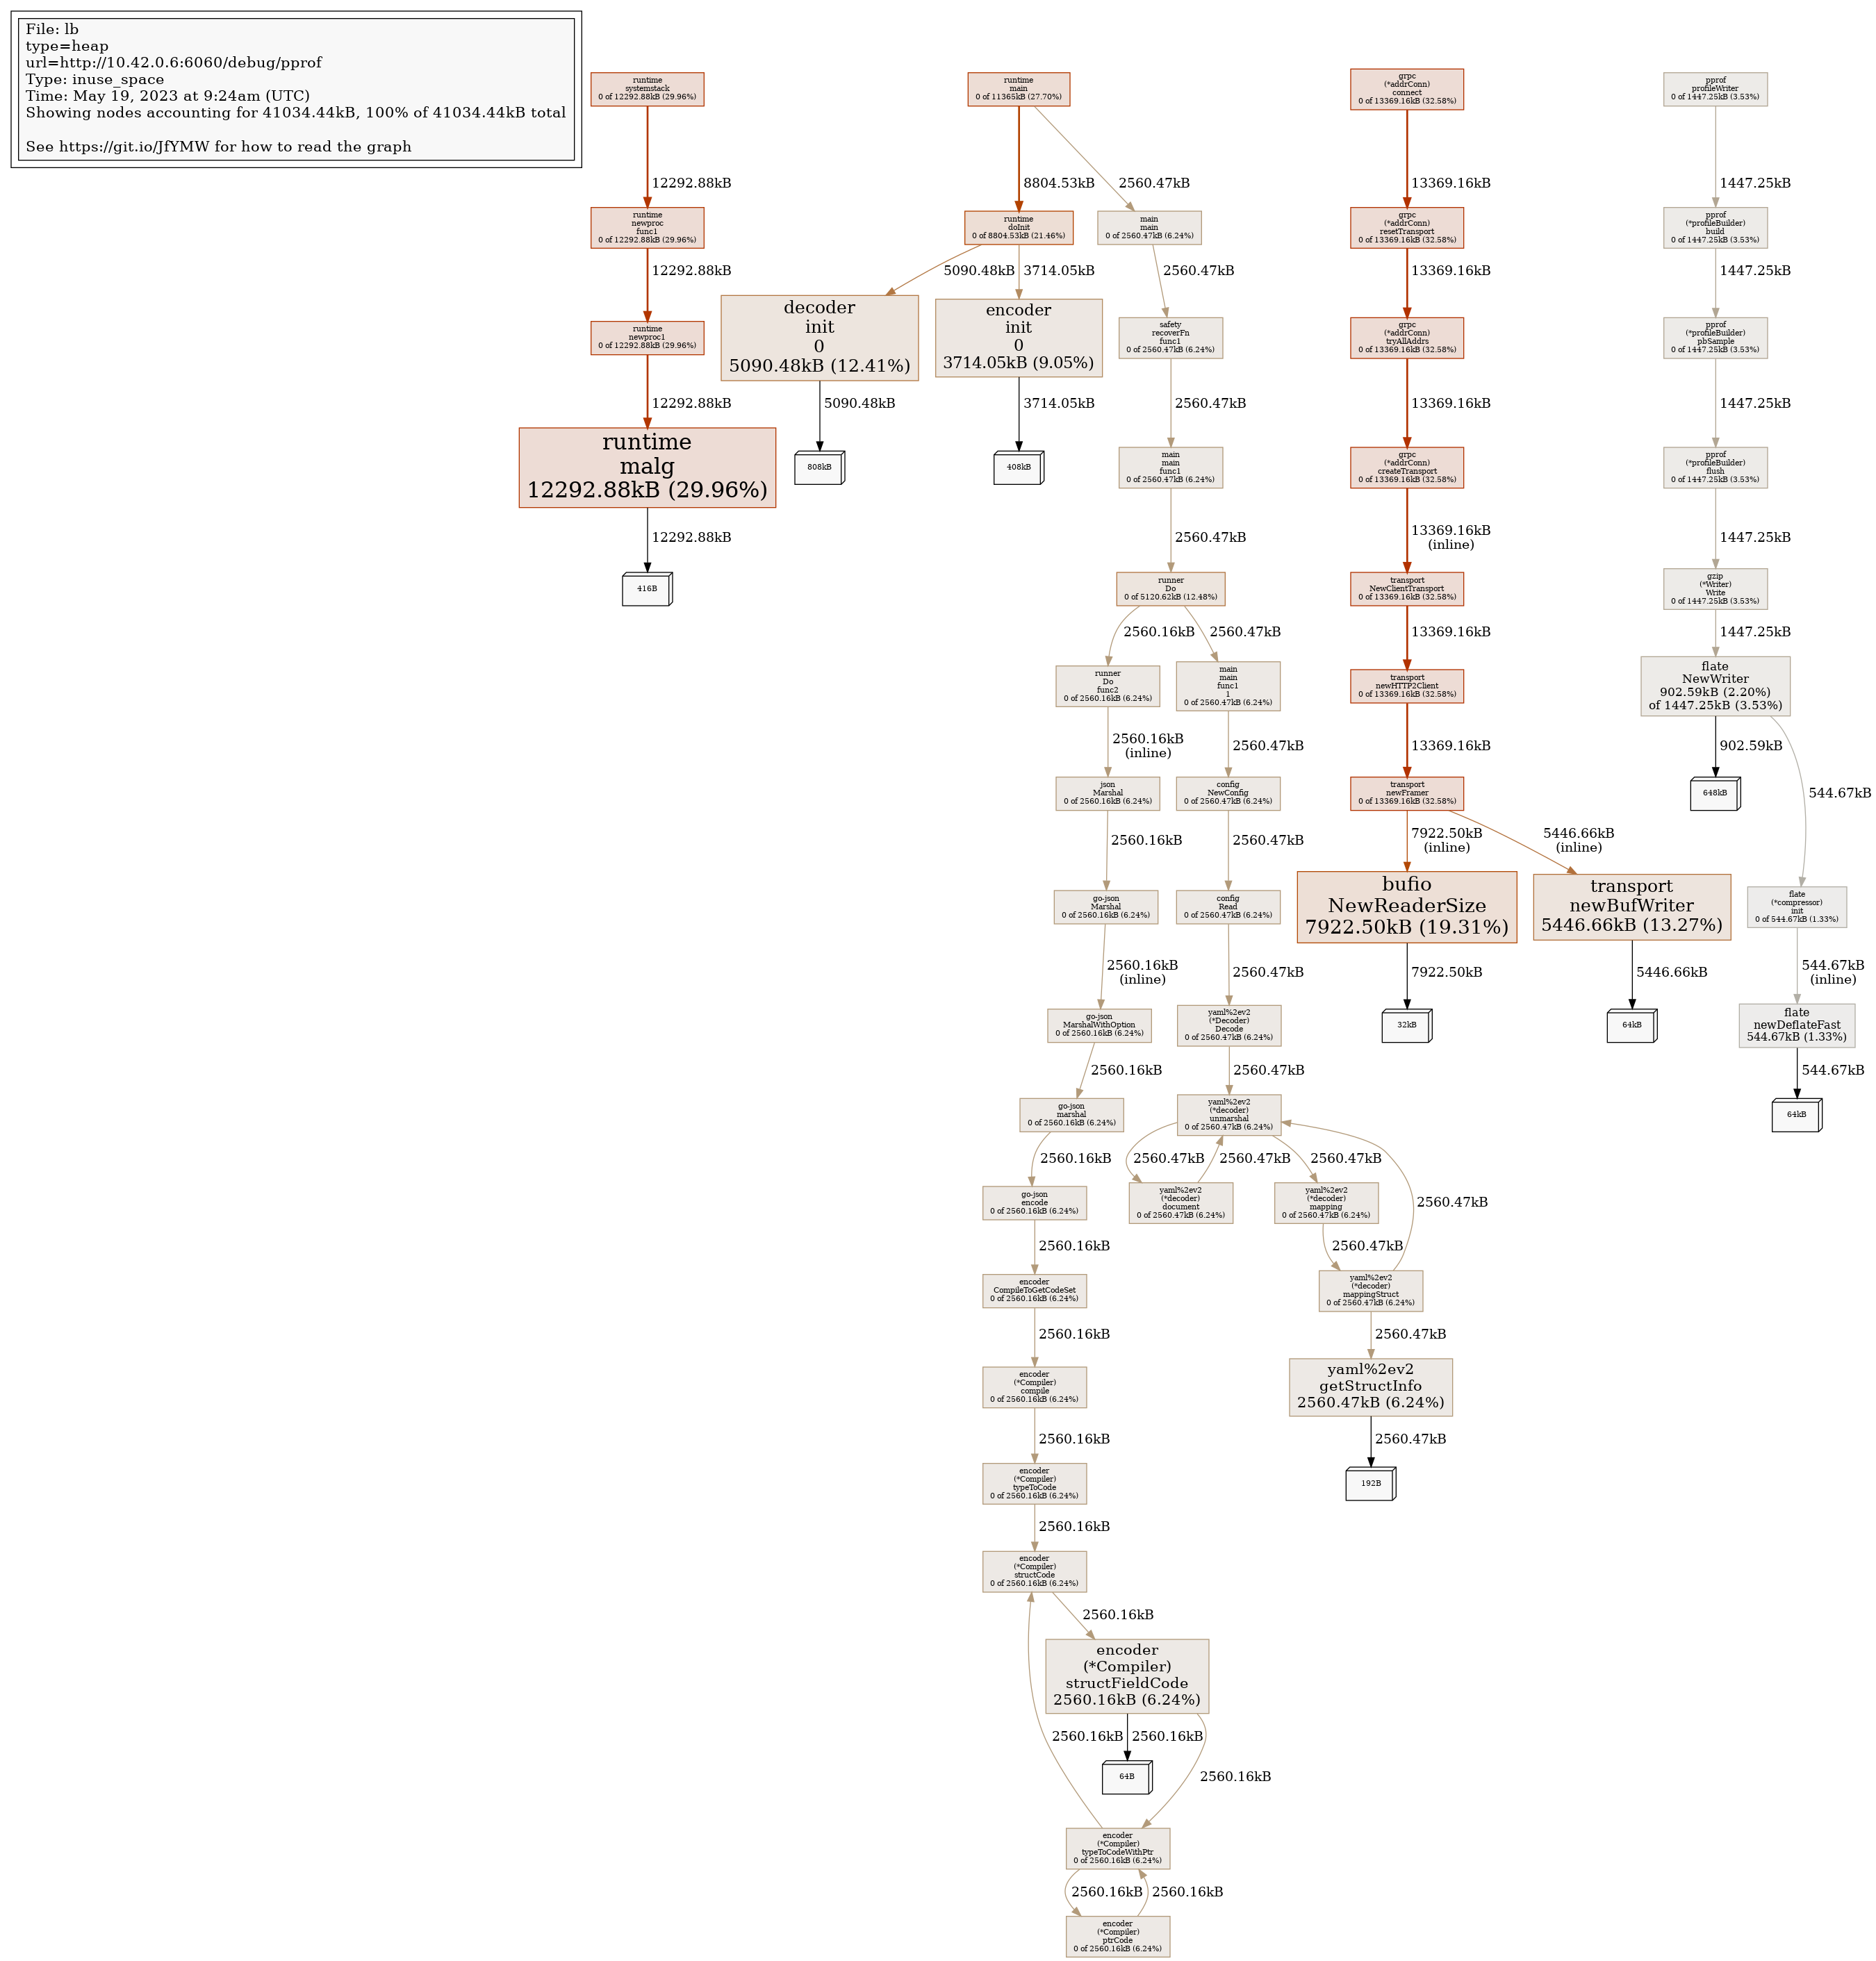 File: lb
type=heap
url=http://10.42.0.6:6060/debug/pprof
Type: inuse_space
Time: May 19, 2023 at 9:24am (UTC)
Showing nodes accounting for 41034.44kB, 100% of 41034.44kB total
See https://git.io/JfYMW for how to read the graph
runtime
systemstack
0 of 12292.88kB (29.96%)
12292.88kB
runtime
newproc
func1
0 of 12292.88kB (29.96%)
12292.88kB
runtime
newproc1
0 of 12292.88kB (29.96%)
12292.88kB
runtime
malg
12292.88kB (29.96%)
12292.88kB
416B
runtime
main
0 of 11365kB (27.70%)
8804.53kB
2560.47kB
runtime
doInit
0 of 8804.53kB (21.46%)
5090.48kB
3714.05kB
decoder
init
0
5090.48kB (12.41%)
5090.48kB
808kB
encoder
init
0
3714.05kB (9.05%)
3714.05kB
408kB
main
main
0 of 2560.47kB (6.24%)
2560.47kB
safety
recoverFn
func1
0 of 2560.47kB (6.24%)
2560.47kB
main
main
func1
0 of 2560.47kB (6.24%)
2560.47kB
runner
Do
0 of 5120.62kB (12.48%)
2560.16kB
2560.47kB
runner
Do
func2
0 of 2560.16kB (6.24%)
2560.16kB
(inline)
json
Marshal
0 of 2560.16kB (6.24%)
2560.16kB
go-json
Marshal
0 of 2560.16kB (6.24%)
2560.16kB
(inline)
go-json
MarshalWithOption
0 of 2560.16kB (6.24%)
2560.16kB
go-json
marshal
0 of 2560.16kB (6.24%)
2560.16kB
go-json
encode
0 of 2560.16kB (6.24%)
2560.16kB
encoder
CompileToGetCodeSet
0 of 2560.16kB (6.24%)
2560.16kB
encoder
(*Compiler)
compile
0 of 2560.16kB (6.24%)
2560.16kB
encoder
(*Compiler)
typeToCode
0 of 2560.16kB (6.24%)
2560.16kB
encoder
(*Compiler)
structCode
0 of 2560.16kB (6.24%)
2560.16kB
encoder
(*Compiler)
structFieldCode
2560.16kB (6.24%)
2560.16kB
2560.16kB
64B
2560.16kB
encoder
(*Compiler)
typeToCodeWithPtr
0 of 2560.16kB (6.24%)
2560.16kB
2560.16kB
encoder
(*Compiler)
ptrCode
0 of 2560.16kB (6.24%)
main
main
func1
1
0 of 2560.47kB (6.24%)
2560.47kB
config
NewConfig
0 of 2560.47kB (6.24%)
2560.47kB
config
Read
0 of 2560.47kB (6.24%)
2560.47kB
yaml%2ev2
(*Decoder)
Decode
0 of 2560.47kB (6.24%)
2560.47kB
yaml%2ev2
(*decoder)
unmarshal
0 of 2560.47kB (6.24%)
2560.47kB
2560.47kB
2560.47kB
2560.47kB
yaml%2ev2
(*decoder)
document
0 of 2560.47kB (6.24%)
yaml%2ev2
(*decoder)
mapping
0 of 2560.47kB (6.24%)
2560.47kB
yaml%2ev2
(*decoder)
mappingStruct
0 of 2560.47kB (6.24%)
2560.47kB
yaml%2ev2
getStructInfo
2560.47kB (6.24%)
2560.47kB
192B
grpc
(*addrConn)
connect
0 of 13369.16kB (32.58%)
13369.16kB
grpc
(*addrConn)
resetTransport
0 of 13369.16kB (32.58%)
13369.16kB
grpc
(*addrConn)
tryAllAddrs
0 of 13369.16kB (32.58%)
13369.16kB
grpc
(*addrConn)
createTransport
0 of 13369.16kB (32.58%)
13369.16kB
(inline)
transport
NewClientTransport
0 of 13369.16kB (32.58%)
13369.16kB
transport
newHTTP2Client
0 of 13369.16kB (32.58%)
13369.16kB
transport
newFramer
0 of 13369.16kB (32.58%)
7922.50kB
(inline)
5446.66kB
(inline)
bufio
NewReaderSize
7922.50kB (19.31%)
7922.50kB
32kB
transport
newBufWriter
5446.66kB (13.27%)
5446.66kB
64kB
pprof
profileWriter
0 of 1447.25kB (3.53%)
1447.25kB
pprof
(*profileBuilder)
build
0 of 1447.25kB (3.53%)
1447.25kB
pprof
(*profileBuilder)
pbSample
0 of 1447.25kB (3.53%)
1447.25kB
pprof
(*profileBuilder)
flush
0 of 1447.25kB (3.53%)
1447.25kB
gzip
(*Writer)
Write
0 of 1447.25kB (3.53%)
1447.25kB
flate
NewWriter
902.59kB (2.20%)
of 1447.25kB (3.53%)
902.59kB
648kB
544.67kB
flate
(*compressor)
init
0 of 544.67kB (1.33%)
544.67kB
(inline)
flate
newDeflateFast
544.67kB (1.33%)
544.67kB
64kB